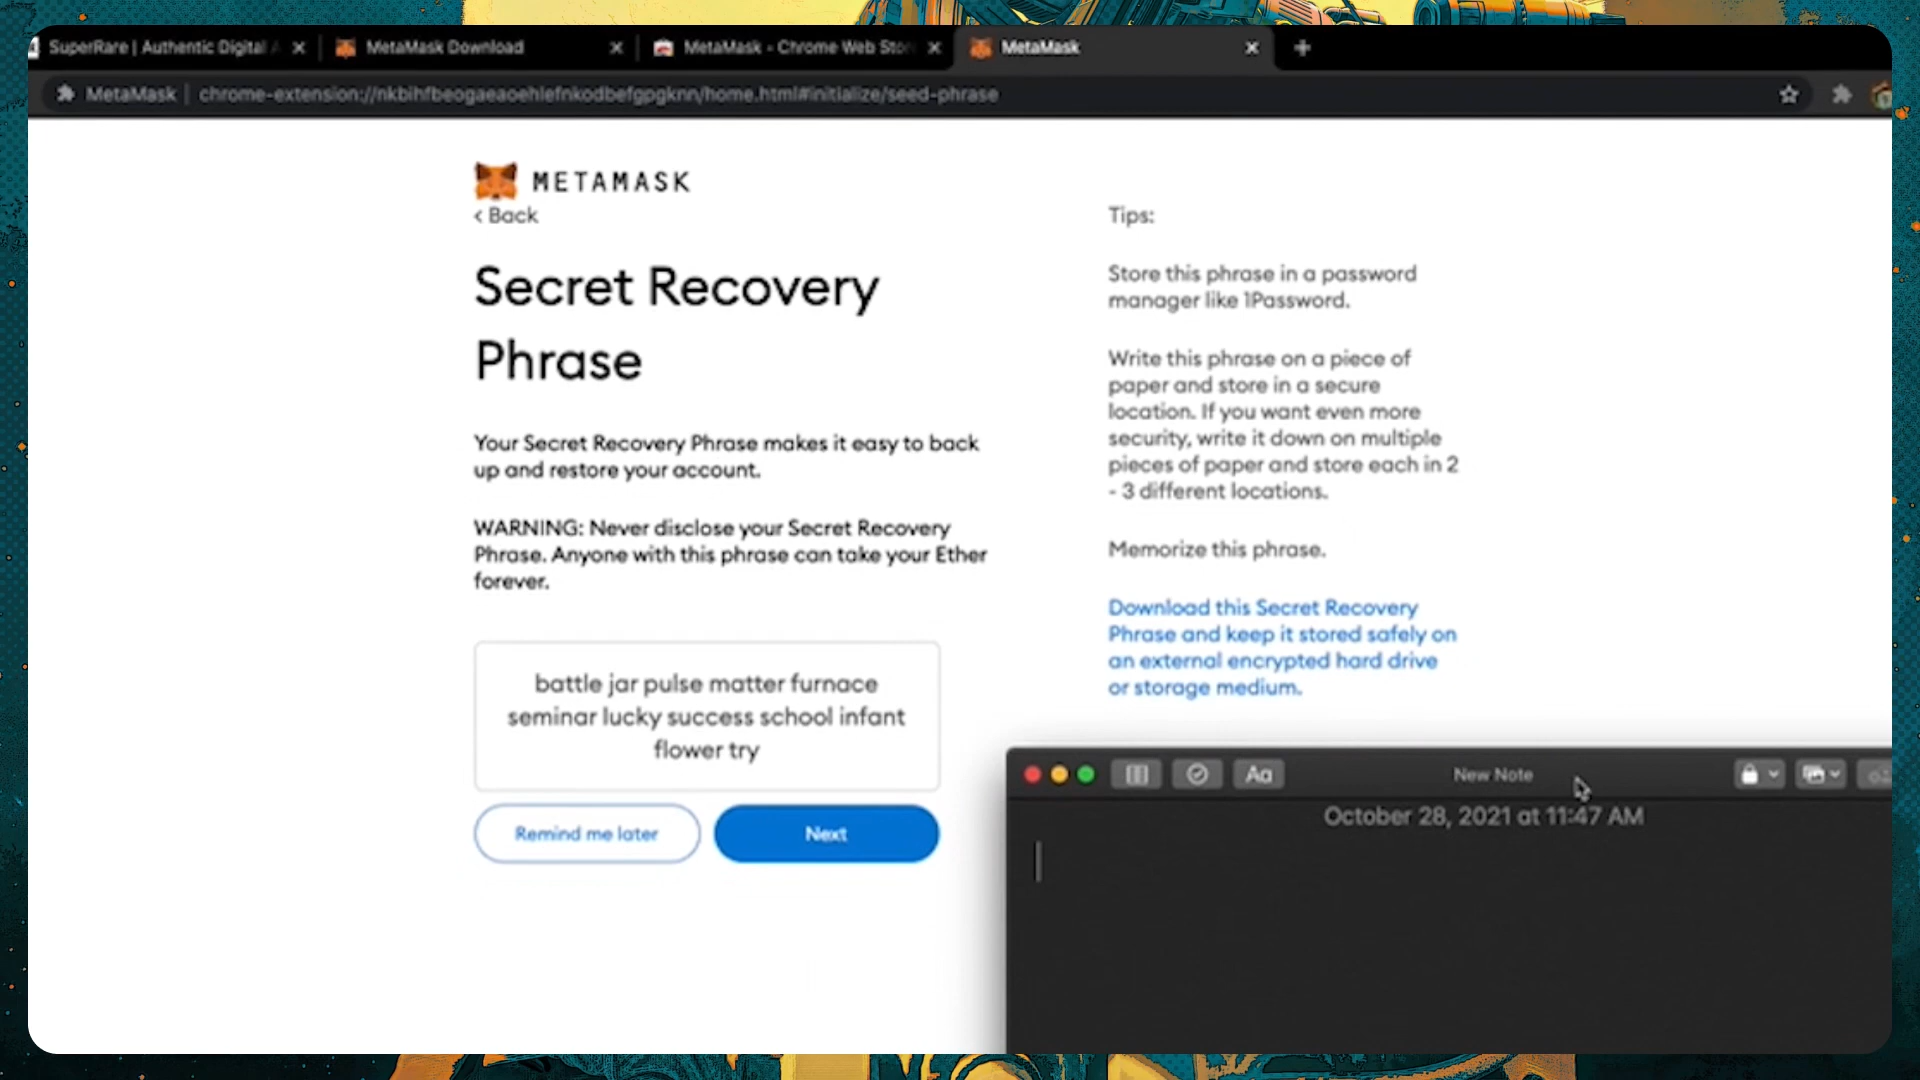 SuperRare | Authentic Digital
MetaMask Download
MetaMask - Chrome Web Sto
MetaMask
MetaMask
chrome-extension://nkbihfbeogaeaoehlefnkodbefgpgknn/home.html#initialize/seed-phrase
METAMASK
< Back
Secret Recovery
Phrase
Your Secret Recovery Phrase makes it easy to back
up and restore your account.
WARNING: Never disclose your Secret Recovery
Phrase. Anyone with this phrase can take your Ether
forever.
battle jar pulse matter furnace
seminar lucky success school infant
flower try
Remind me later
Next
Tips:
Store this phrase in a password
manager like 1Password.
Write this phrase on a piece of
paper and store in a secure
location. If you want even more
security, write it down on multiple
pieces of paper and store each in 2
- 3 different locations.
Memorize this phrase.
Download this Secret Recovery
Phrase and keep it stored safely on
an external encrypted hard drive
or storage medium.
Aa
New Note
October 28, 2021 at 11:47 AM